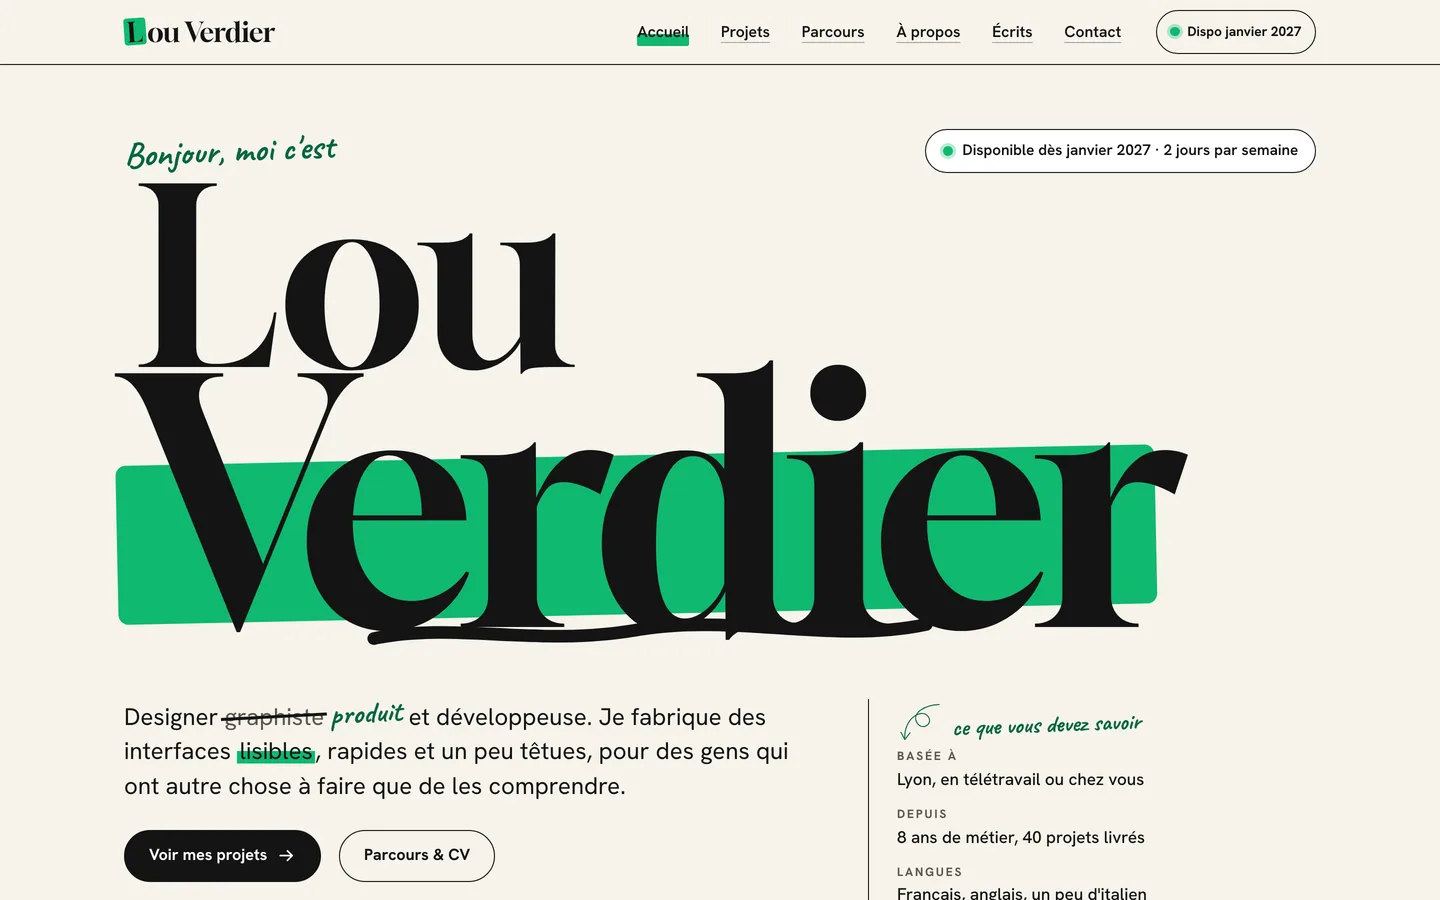 Lou Verdier
Accueil
Projets
Parcours
À propos
Écrits
Contact
Dispo janvier 2027
Bonjour, moi c'est
Disponible dès janvier 2027 · 2 jours par semaine
Lou
Verdier
Designer graphiste produit et développeuse. Je fabrique des
interfaces lisibles, rapides et un peu têtues, pour des gens qui
ont autre chose à faire que de les comprendre.
Voir mes projets →
Parcours & CV
ce que vous devez savoir
BASÉE À
Lyon, en télétravail ou chez vous
DEPUIS
8 ans de métier, 40 projets livrés
LANGUES
Français, anglais, un peu d'italien